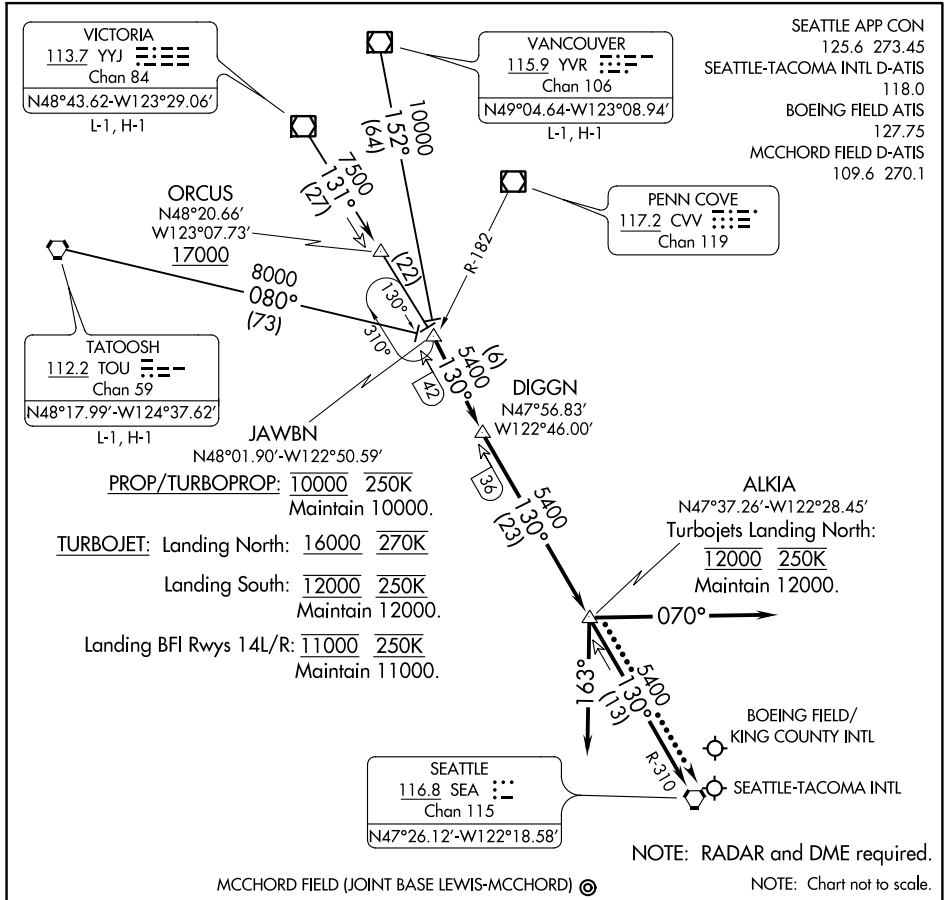 VICTORIA
113.7 YYJ
Chan 84
N48°43.62-W123°29.06′
L-1, H-1
VANCOUVER
115.9 YVR
Chan 106
N49°04.64-W123°08.94′
L-1, H-1
SEATTLE APP CON
125.6 273.45
SEATTLE-TACOMA INTL D-ATIS
118.0
BOEING FIELD ATIS
127.75
MCCHORD FIELD D-ATIS
109.6 270.1
10000
152°
(64)
7500
131°
(27)
ORCUS
N48°20.66′
W123°07.73′
17000
PENN COVE
117.2 CVV
Chan 119
R-182
(22)
8000
080°
(73)
130°
310°
TATOOSH
112.2 TOU
Chan 59
N48°17.99′-W124°37.62′
L-1, H-1
(6)
5400
130°
42
DIGGN
N47°56.83′
W122°46.00′
JAWBN
N48°01.90′-W122°50.59′
PROP/TURBOPROP: 10000 250K
Maintain 10000.
TURBOJET: Landing North: 16000 270K
Landing South: 12000 250K
Maintain 12000.
Landing BFI Rwys 14L/R: 11000 250K
Maintain 11000.
36
5400
130°
(23)
ALKIA
N47°37.26′-W122°28.45′
Turbojets Landing North:
12000 250K
Maintain 12000.
070°
163°
5400
130°
(13)
R-310
BOEING FIELD/
KING COUNTY INTL
SEATTLE-TACOMA INTL
SEATTLE
116.8 SEA
Chan 115
N47°26.12′-W122°18.58′
NOTE: RADAR and DME required.
MCCHORD FIELD (JOINT BASE LEWIS-MCCHORD)
NOTE: Chart not to scale.